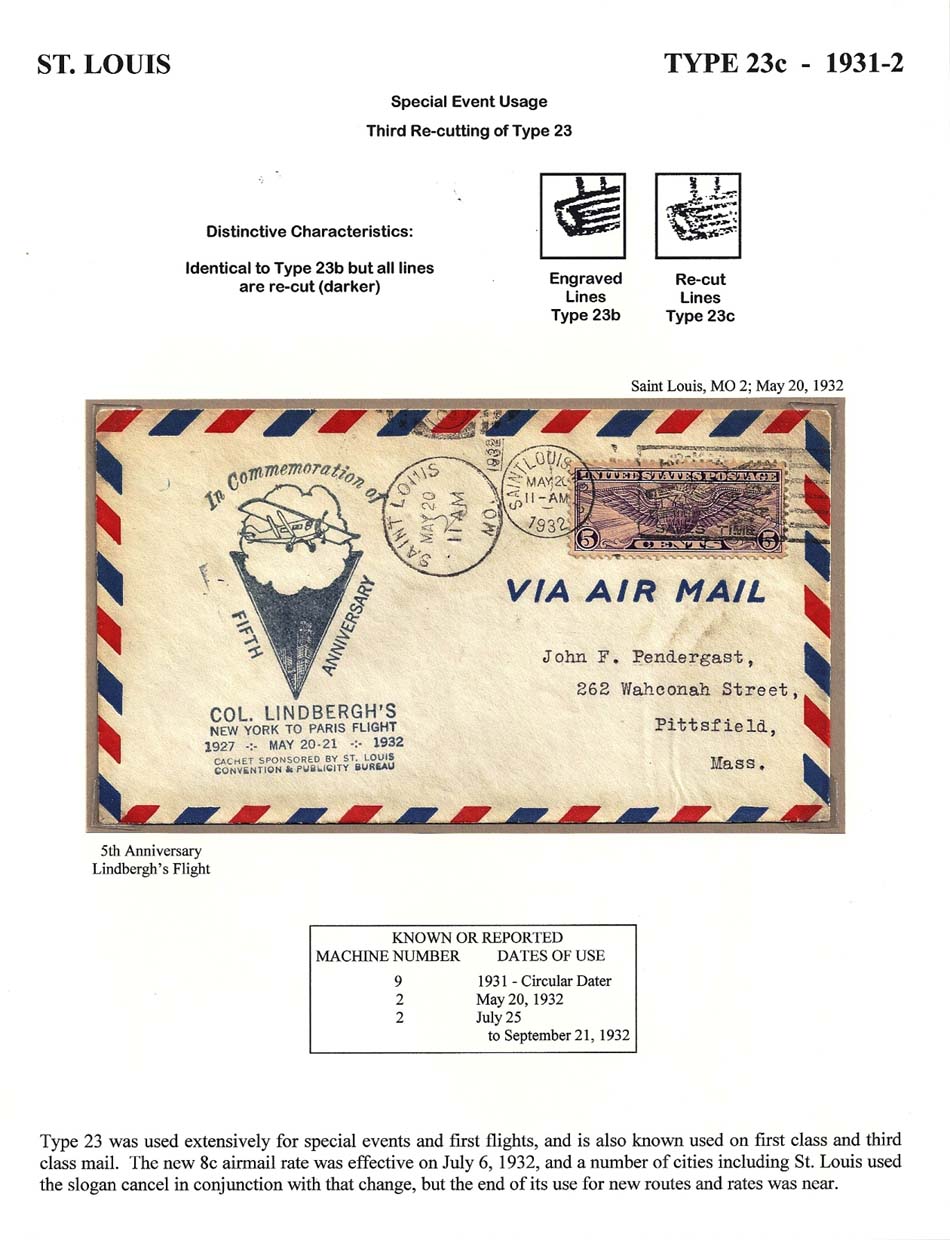 ST. LOUIS
TYPE 23c - 1931-2
Special Event Usage
Third Re-cutting of Type 23
Distinctive Characteristics:
Identical to Type 23b but all lines
are re-cut (darker)
Engraved
Lines
Type 23b
Re-cut
Lines
Type 23c
Saint Louis, MO 2; May 20, 1932
In Commemoration of
FIFTH
ANNIVERSARY
COL. LINDBERGH'S
NEW YORK TO PARIS FLIGHT
1927 -:- MAY 20-21 -:- 1932
CACHET SPONSORED BY ST. LOUIS
CONVENTION & PUBLICITY BUREAU
SAINT LOUIS
MO.
MAY 20
11 AM
1932
SAINT LOUIS
MAY 20
11-AM
1932
UNITED STATES POSTAGE
5 CENTS 5
VIA AIR MAIL
John F. Pendergast,
262 Wahconah Street,
Pittsfield,
Mass.
5th Anniversary
Lindbergh's Flight
KNOWN OR REPORTED
MACHINE NUMBER DATES OF USE
9 1931 - Circular Dater
2 May 20, 1932
2 July 25
to September 21, 1932
Type 23 was used extensively for special events and first flights, and is also known used on first class and third
class mail. The new 8c airmail rate was effective on July 6, 1932, and a number of cities including St. Louis used
the slogan cancel in conjunction with that change, but the end of its use for new routes and rates was near.